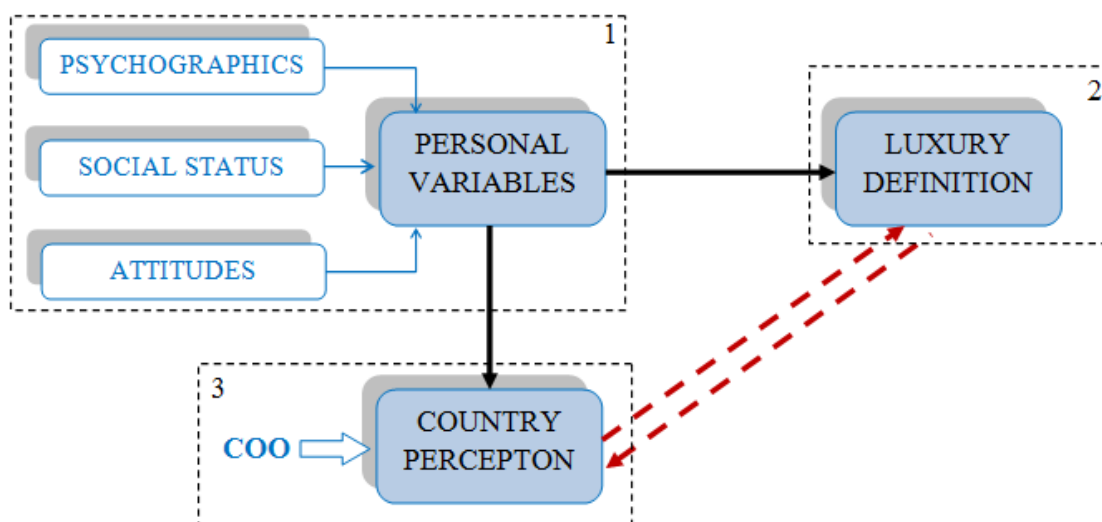 1
PSYCHOGRAPHICS
SOCIAL STATUS
ATTITUDES
PERSONAL
VARIABLES
2
LUXURY
DEFINITION
3
COO
COUNTRY
PERCEPTON